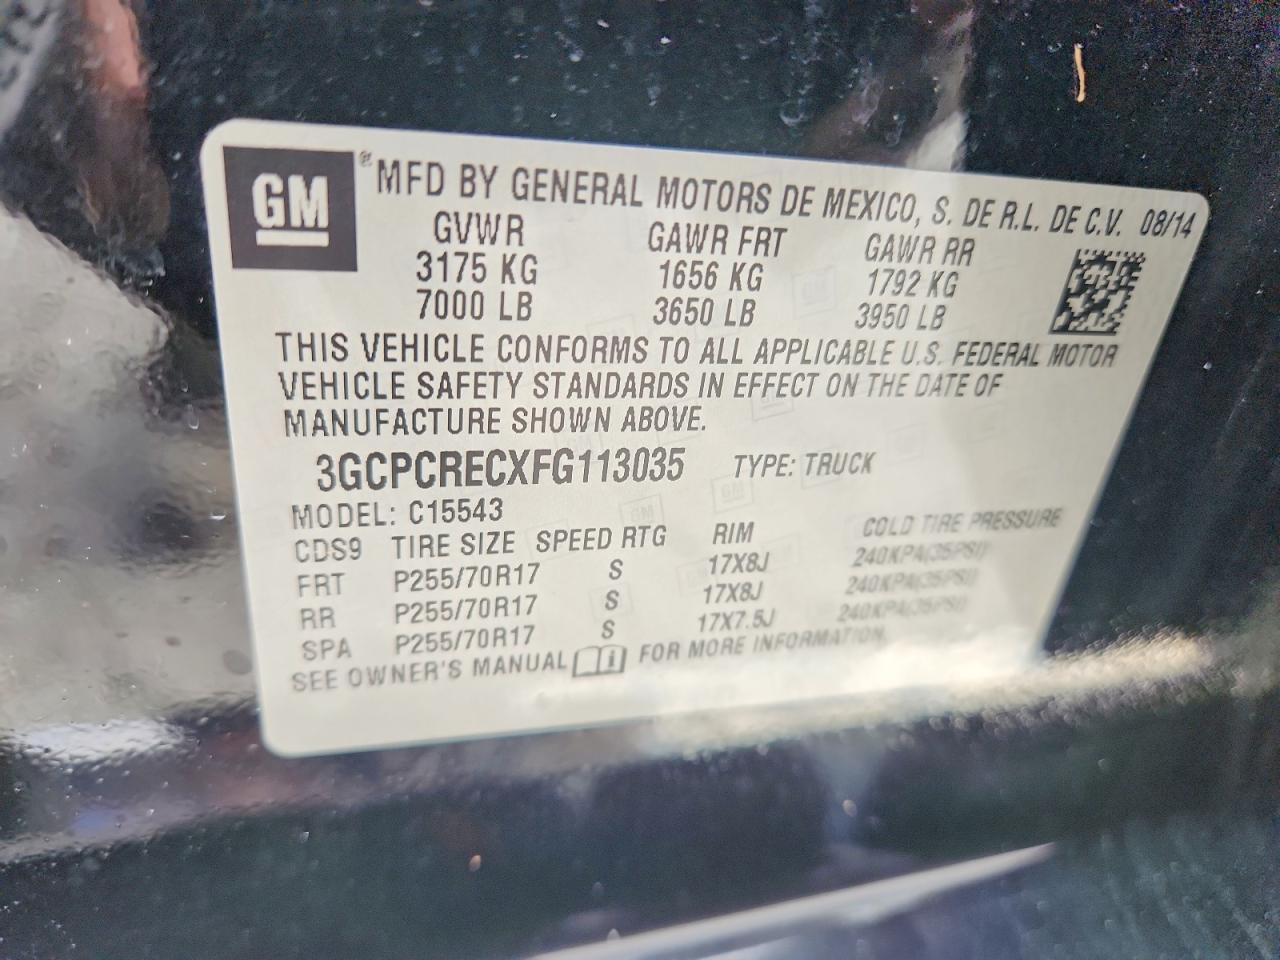 GM ® MFD BY GENERAL MOTORS DE MEXICO, S. DE R.L. DE C.V. 08/14
GVWR GAWR FRT GAWR RR
3175 KG 1656 KG 1792 KG
7000 LB 3650 LB 3950 LB
THIS VEHICLE CONFORMS TO ALL APPLICABLE U.S. FEDERAL MOTOR
VEHICLE SAFETY STANDARDS IN EFFECT ON THE DATE OF
MANUFACTURE SHOWN ABOVE.
3GCPCRECXFG113035 TYPE: TRUCK
MODEL: C15543
CDS9 TIRE SIZE SPEED RTG RIM COLD TIRE PRESSURE
FRT P255/70R17 S 17X8J 240KPA(35PSI)
RR P255/70R17 S 17X8J 240KPA(35PSI)
SPA P255/70R17 S 17X7.5J 240KPA(35PSI)
SEE OWNER'S MANUAL i FOR MORE INFORMATION.